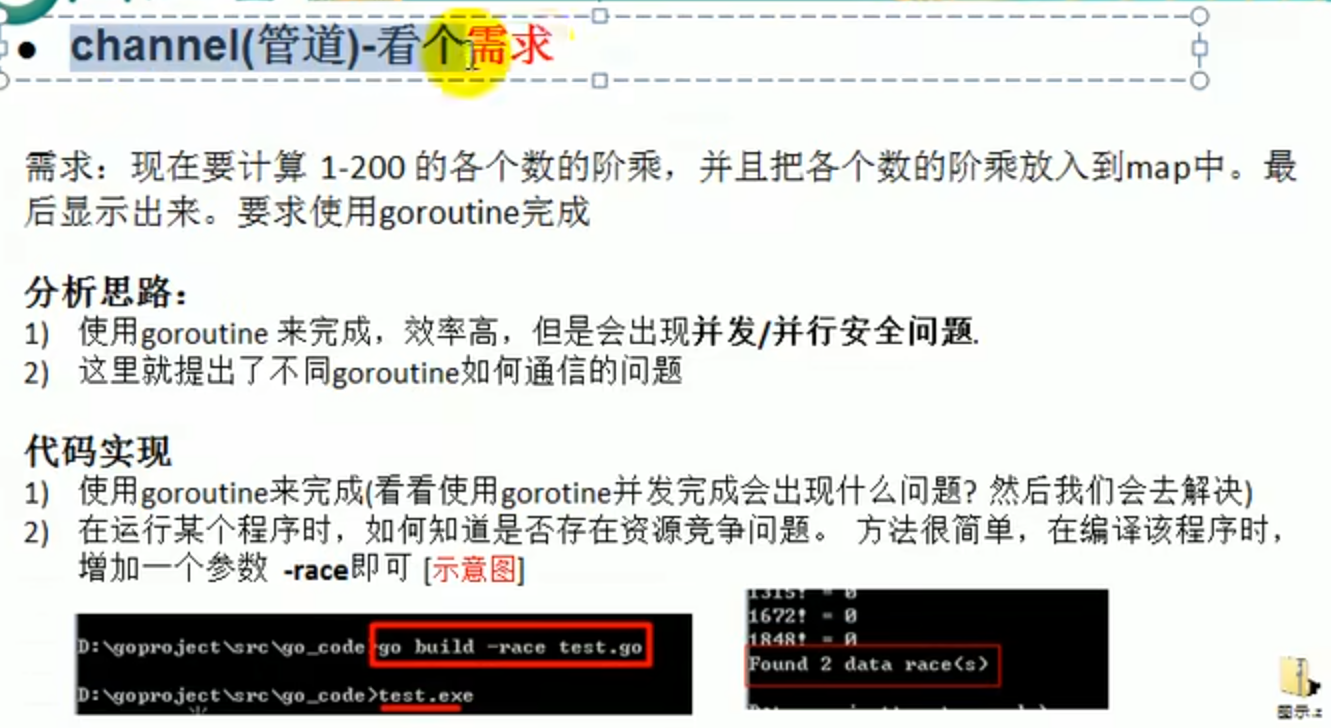 channel(管道)-看个需求
需求：现在要计算 1-200 的各个数的阶乘，并且把各个数的阶乘放入到map中。最
后显示出来。要求使用goroutine完成
分析思路：
1) 使用goroutine 来完成，效率高，但是会出现并发/并行安全问题.
2) 这里就提出了不同goroutine如何通信的问题
代码实现
1) 使用goroutine来完成(看看使用gorotine并发完成会出现什么问题? 然后我们会去解决)
2) 在运行某个程序时，如何知道是否存在资源竞争问题。 方法很简单，在编译该程序时，
增加一个参数 -race即可 [示意图]
D:\goproject\src\go_code>go build -race test.go
D:\goproject\src\go_code>test.exe
1315! = 0
1672! = 0
1848! = 0
Found 2 data race(s)